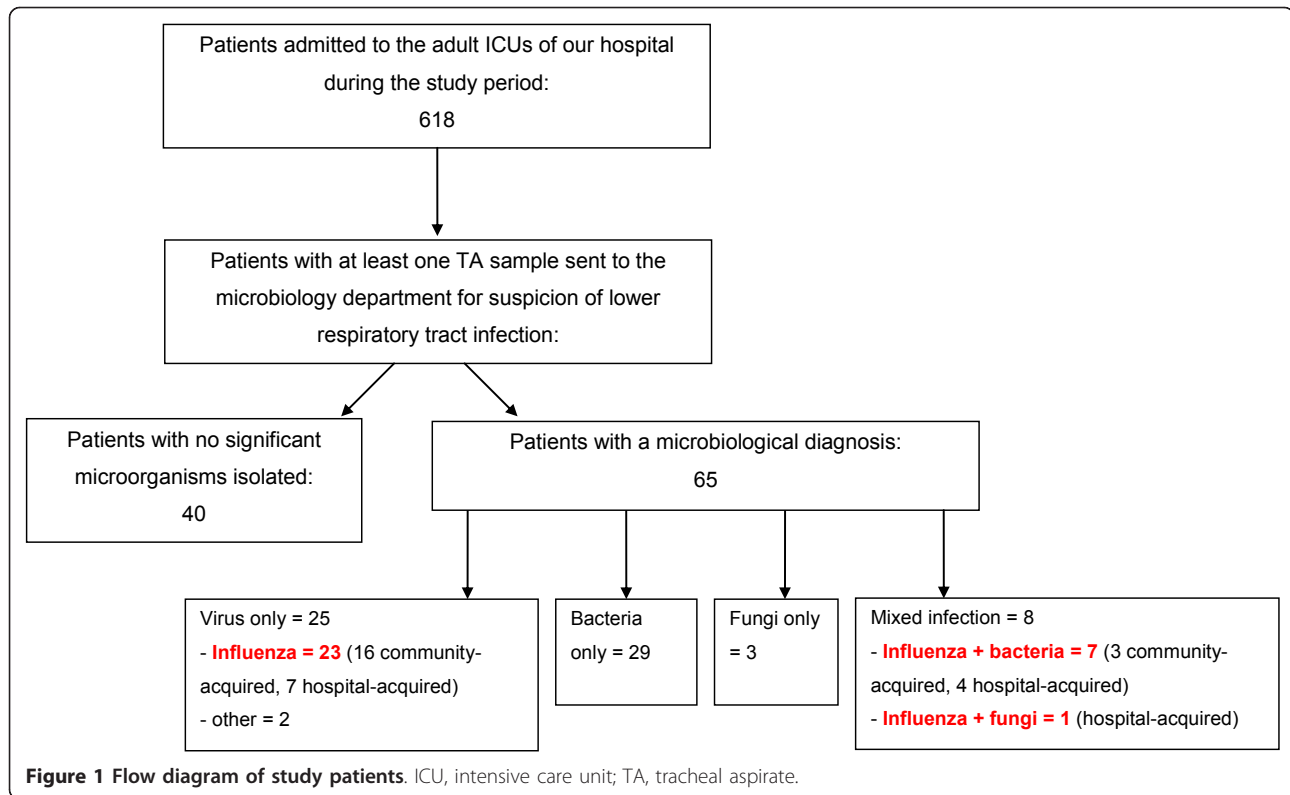 Patients admitted to the adult ICUs of our hospital
during the study period:
618
Patients with at least one TA sample sent to the
microbiology department for suspicion of lower
respiratory tract infection:
Patients with no significant
microorganisms isolated:
40
Patients with a microbiological diagnosis:
65
Virus only = 25
- Influenza = 23 (16 community-
acquired, 7 hospital-acquired)
- other = 2
Bacteria
only = 29
Fungi only
= 3
Mixed infection = 8
- Influenza + bacteria = 7 (3 community-
acquired, 4 hospital-acquired)
- Influenza + fungi = 1 (hospital-acquired)
Figure 1 Flow diagram of study patients. ICU, intensive care unit; TA, tracheal aspirate.